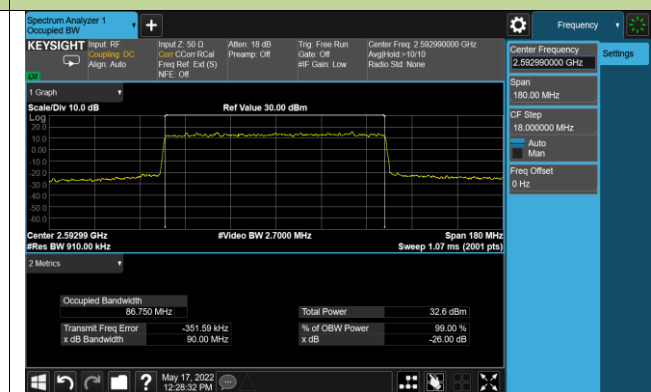 Spectrum Analyzer 1
Occupied BW
+
Frequency
KEYSIGHT
Input: RF
Coupling: DC
Align: Auto
Input Z: 50 Ω
Corr CCorr RCal
Freq Ref: Ext (S)
NFE: Off
Atten: 18 dB
Preamp: Off
Trig: Free Run
Gate: Off
#IF Gain: Low
Center Freq: 2.592990000 GHz
Avg|Hold:>10/10
Radio Std: None
LW
Center Frequency
2.592990000 GHz
Settings
Span
180.00 MHz
CF Step
18.000000 MHz
Auto
Man
Freq Offset
0 Hz
1 Graph
Scale/Div 10.0 dB
Ref Value 30.00 dBm
Log
20.0
10.0
0.00
-10.0
-20.0
-30.0
-40.0
-50.0
-60.0
Center 2.59299 GHz
#Video BW 2.7000 MHz
Span 180 MHz
#Res BW 910.00 kHz
Sweep 1.07 ms (2001 pts)
2 Metrics
Occupied Bandwidth
86.750 MHz
Total Power
32.6 dBm
Transmit Freq Error
-351.59 kHz
% of OBW Power
99.00 %
x dB Bandwidth
90.00 MHz
x dB
-26.00 dB
?
May 17, 2022
12:28:32 PM